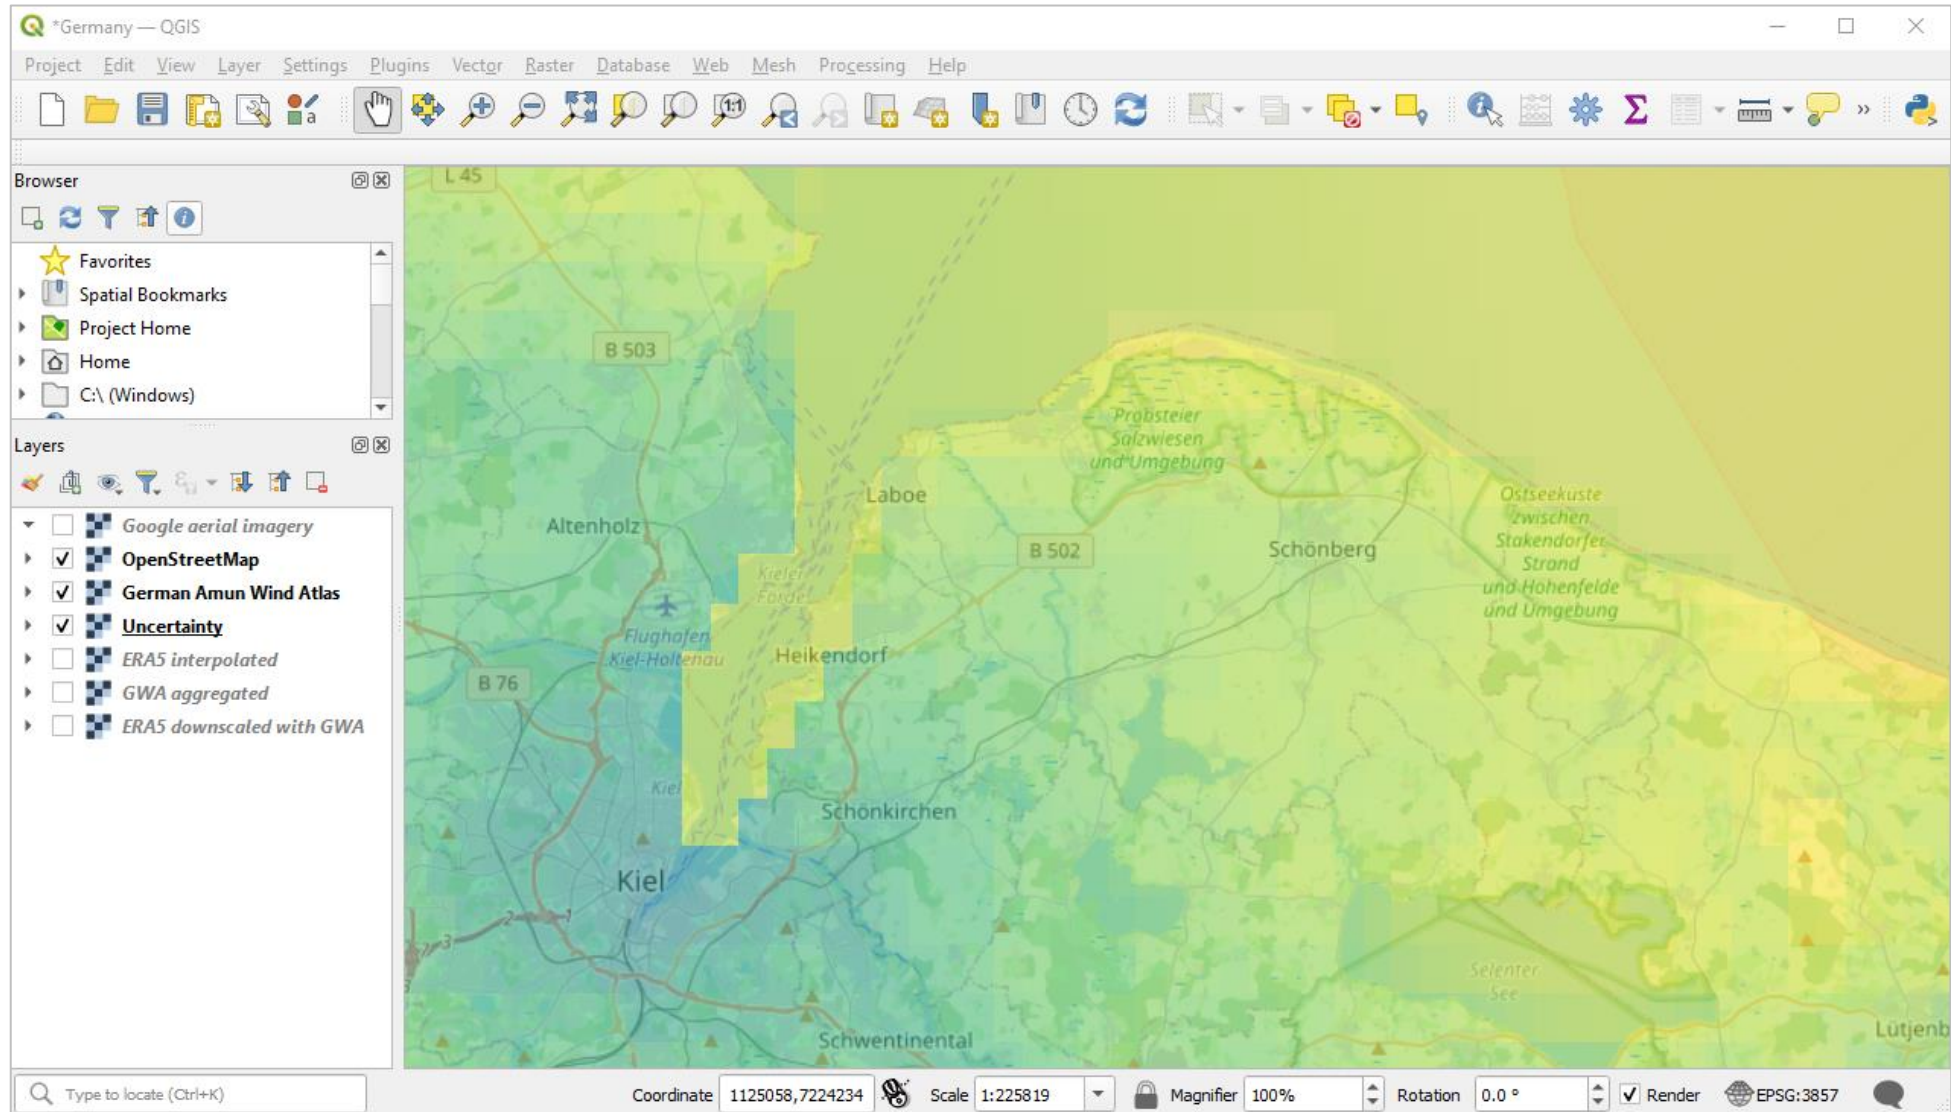 *Germany — QGIS
Project Edit View Layer Settings Plugins Vector Raster Database Web Mesh Processing Help
a
1:1
»
Browser
Favorites
Spatial Bookmarks
Project Home
Home
C:\ (Windows)
Layers
Google aerial imagery
OpenStreetMap
German Amun Wind Atlas
Uncertainty
ERA5 interpolated
GWA aggregated
ERA5 downscaled with GWA
L 45
B 503
Probsteier
Salzwiesen
und Umgebung
Laboe
Altenholz
B 502
Schönberg
Ostseeküste
zwischen
Stakendorfer
Strand
und Hohenfelde
und Umgebung
Kieler
Förde
Flughafen
Kiel-Holtenau
Heikendorf
B 76
Kiel
Schönkirchen
Kiel
Selenter
See
Schwentinental
Lütjenb
Type to locate (Ctrl+K)
Coordinate 1125058,7224234 Scale 1:225819 Magnifier 100% Rotation 0.0 ° Render EPSG:3857